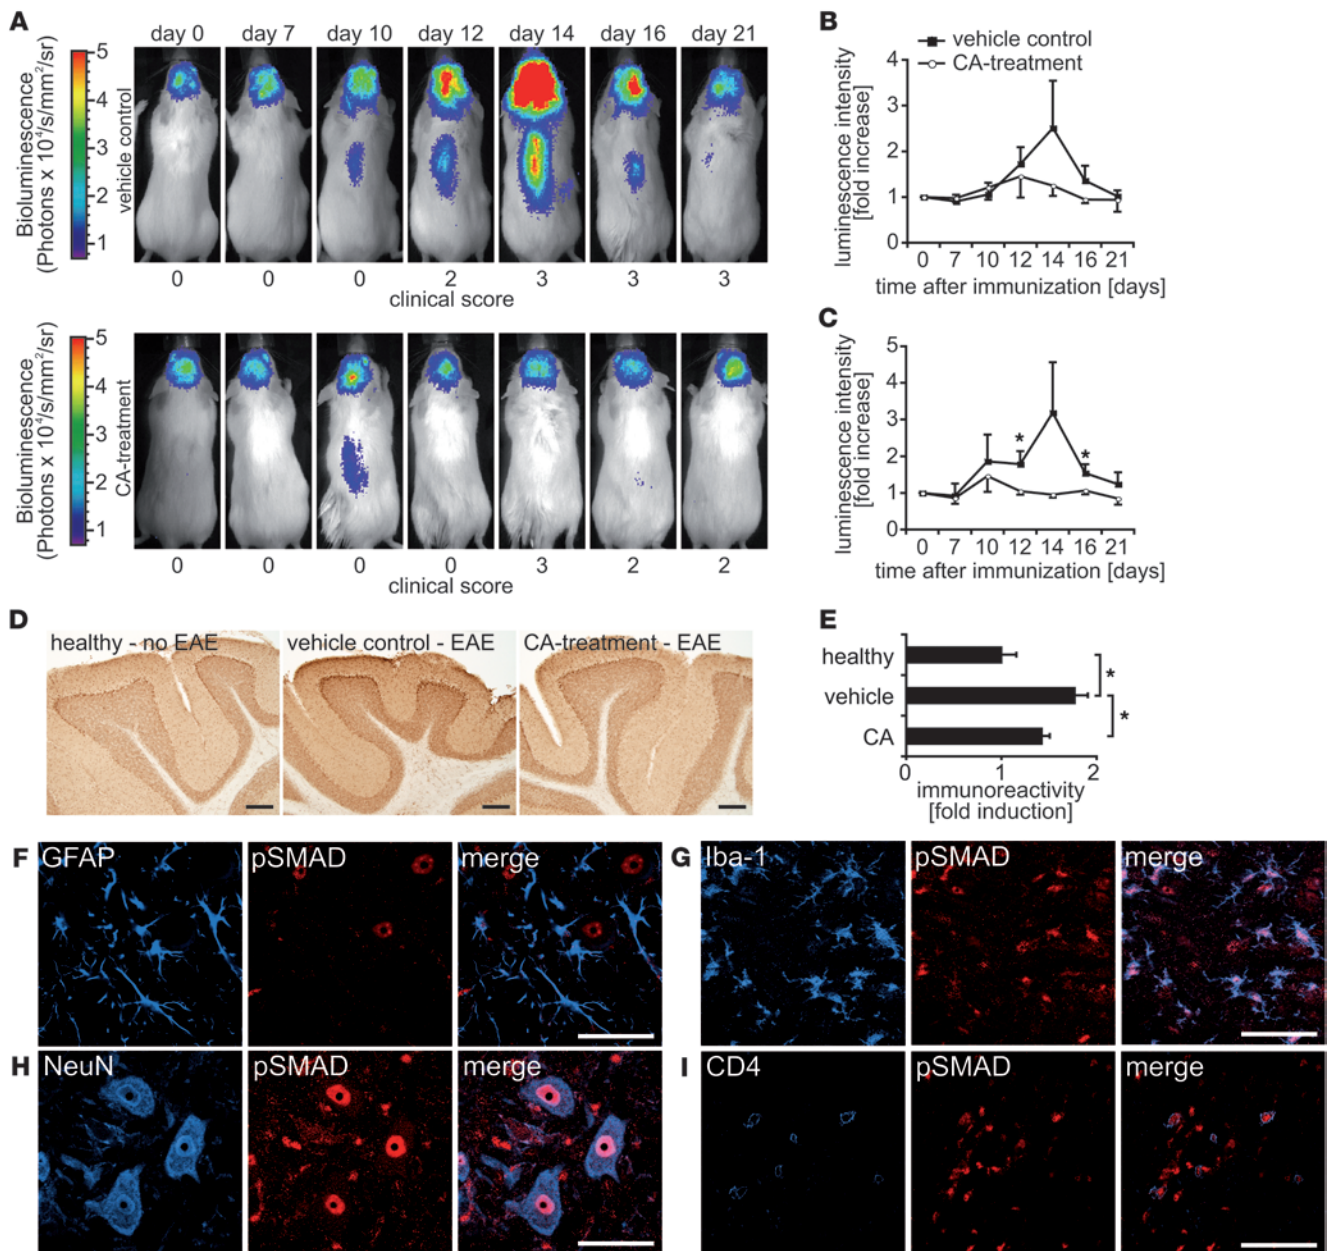 A
day 0 day 7 day 10 day 12 day 14 day 16 day 21
Bioluminescence
(Photons x 10⁴/s/mm²/sr)
vehicle control
5
4
3
2
1
0 0 0 2 3 3 3
clinical score
Bioluminescence
(Photons x 10⁴/s/mm²/sr)
CA-treatment
5
4
3
2
1
0 0 0 0 3 2 2
clinical score
B
vehicle control
CA-treatment
luminescence intensity
[fold increase]
4
3
2
1
0
0 7 10 12 14 16 21
time after immunization [days]
C
luminescence intensity
[fold increase]
5
4
3
2
1
0
* *
0 7 10 12 14 16 21
time after immunization [days]
D
healthy - no EAE vehicle control - EAE CA-treatment - EAE
E
healthy
vehicle
CA
*
*
0 1 2
immunoreactivity
[fold induction]
F GFAP pSMAD merge
G Iba-1 pSMAD merge
H NeuN pSMAD merge
I CD4 pSMAD merge